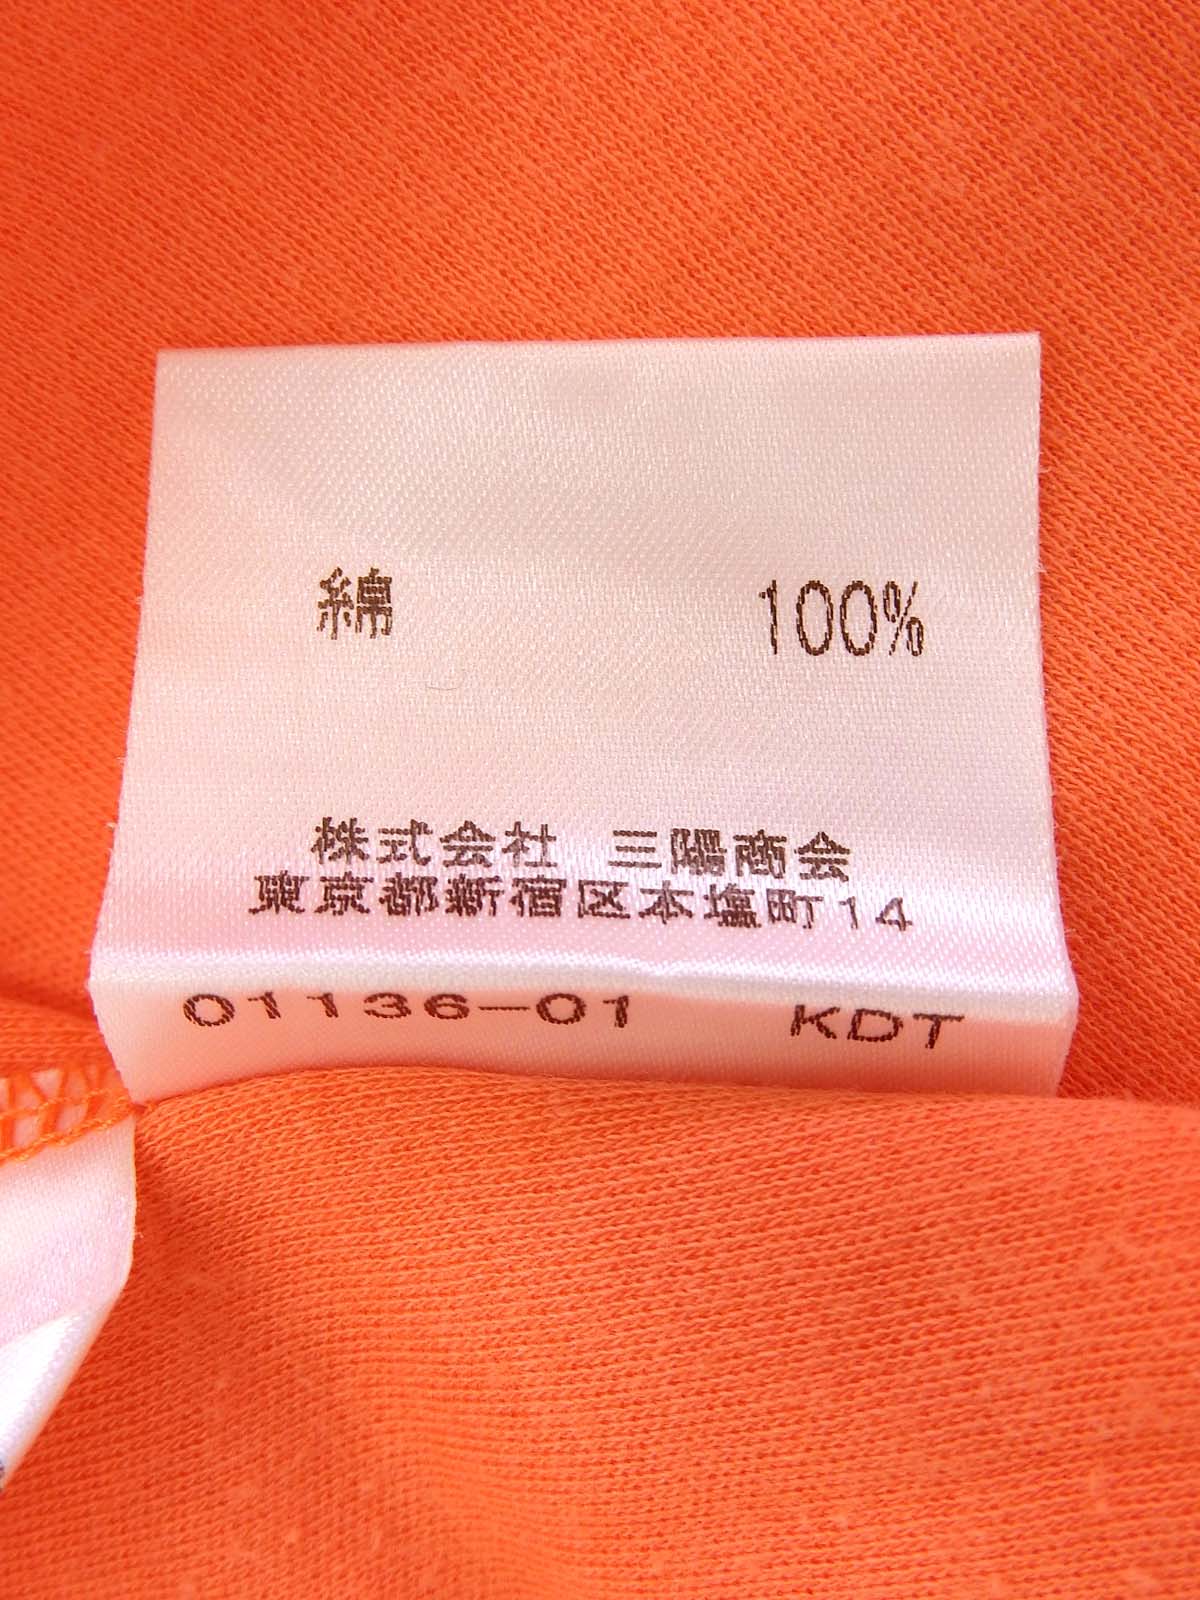 綿 100%
株式会社 三陽商会
東京都新宿区本塩町14
01136-01 KDT